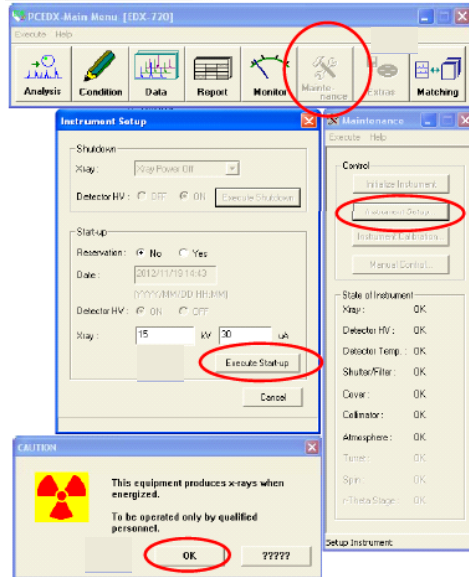 PCEDX-Main Menu [EDX-720]
Execute Help
Analysis
Condition
Data
Report
Monitor
Mainte-
nance
Extras
Matching
Instrument Setup
Shutdown
Xray: Xray Power Off
Detector HV: OFF ON Execute Shutdown
Start-up
Reservation: No Yes
Date: 2012/11/19 14:43
(YYYY/MM/DD HH:MM)
Detector HV: ON OFF
Xray: 15 kV 30 uA
Execute Start-up
Cancel
Maintenance
Execute Help
Control
Initialize Instrument
Instrument Setup
Instrument Calibration...
Manual Control...
State of Instrument
Xray: OK
Detector HV: OK
Detector Temp.: OK
Shutter/Filter: OK
Cover: OK
Collimator: OK
Atmosphere: OK
Turret: OK
Spin: OK
r-Theta Stage: OK
Setup Instrument
CAUTION
This equipment produces x-rays when
energized.
To be operated only by qualified
personnel.
OK
?????